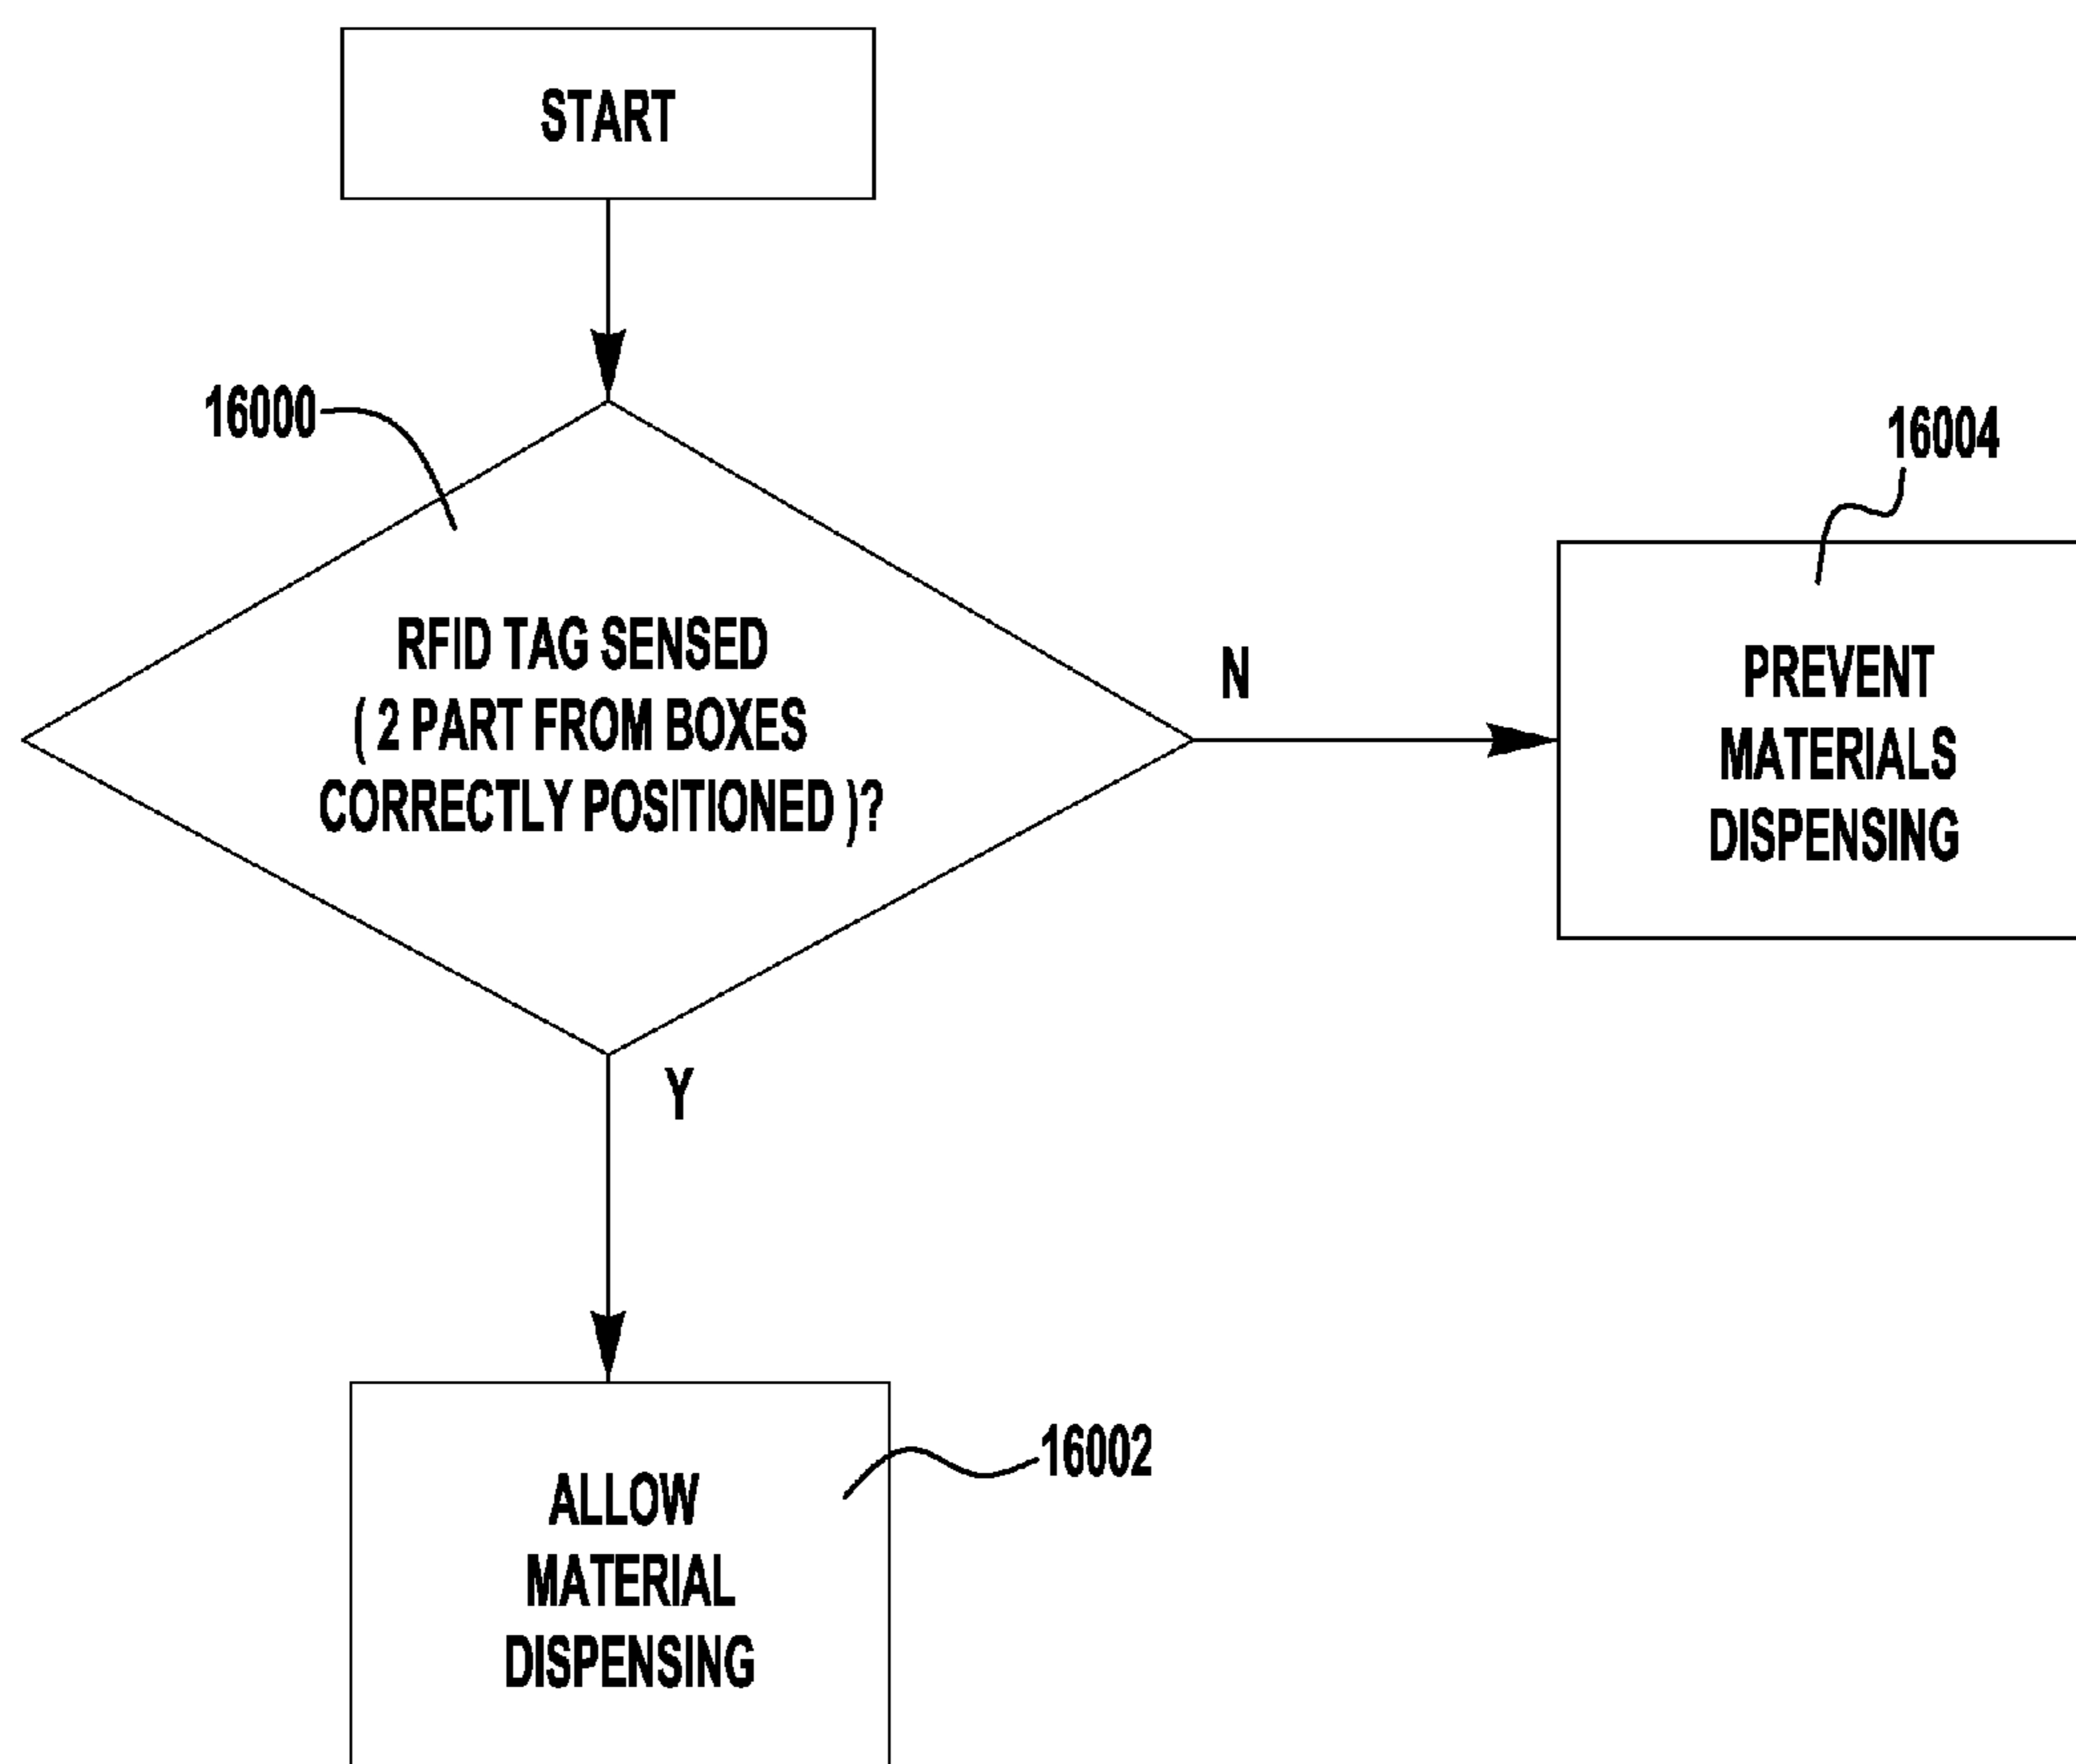 START
16000
16004
RFID TAG SENSED
( 2 PART FROM BOXES
CORRECTLY POSITIONED )?
N
PREVENT
MATERIALS
DISPENSING
Y
16002
ALLOW
MATERIAL
DISPENSING